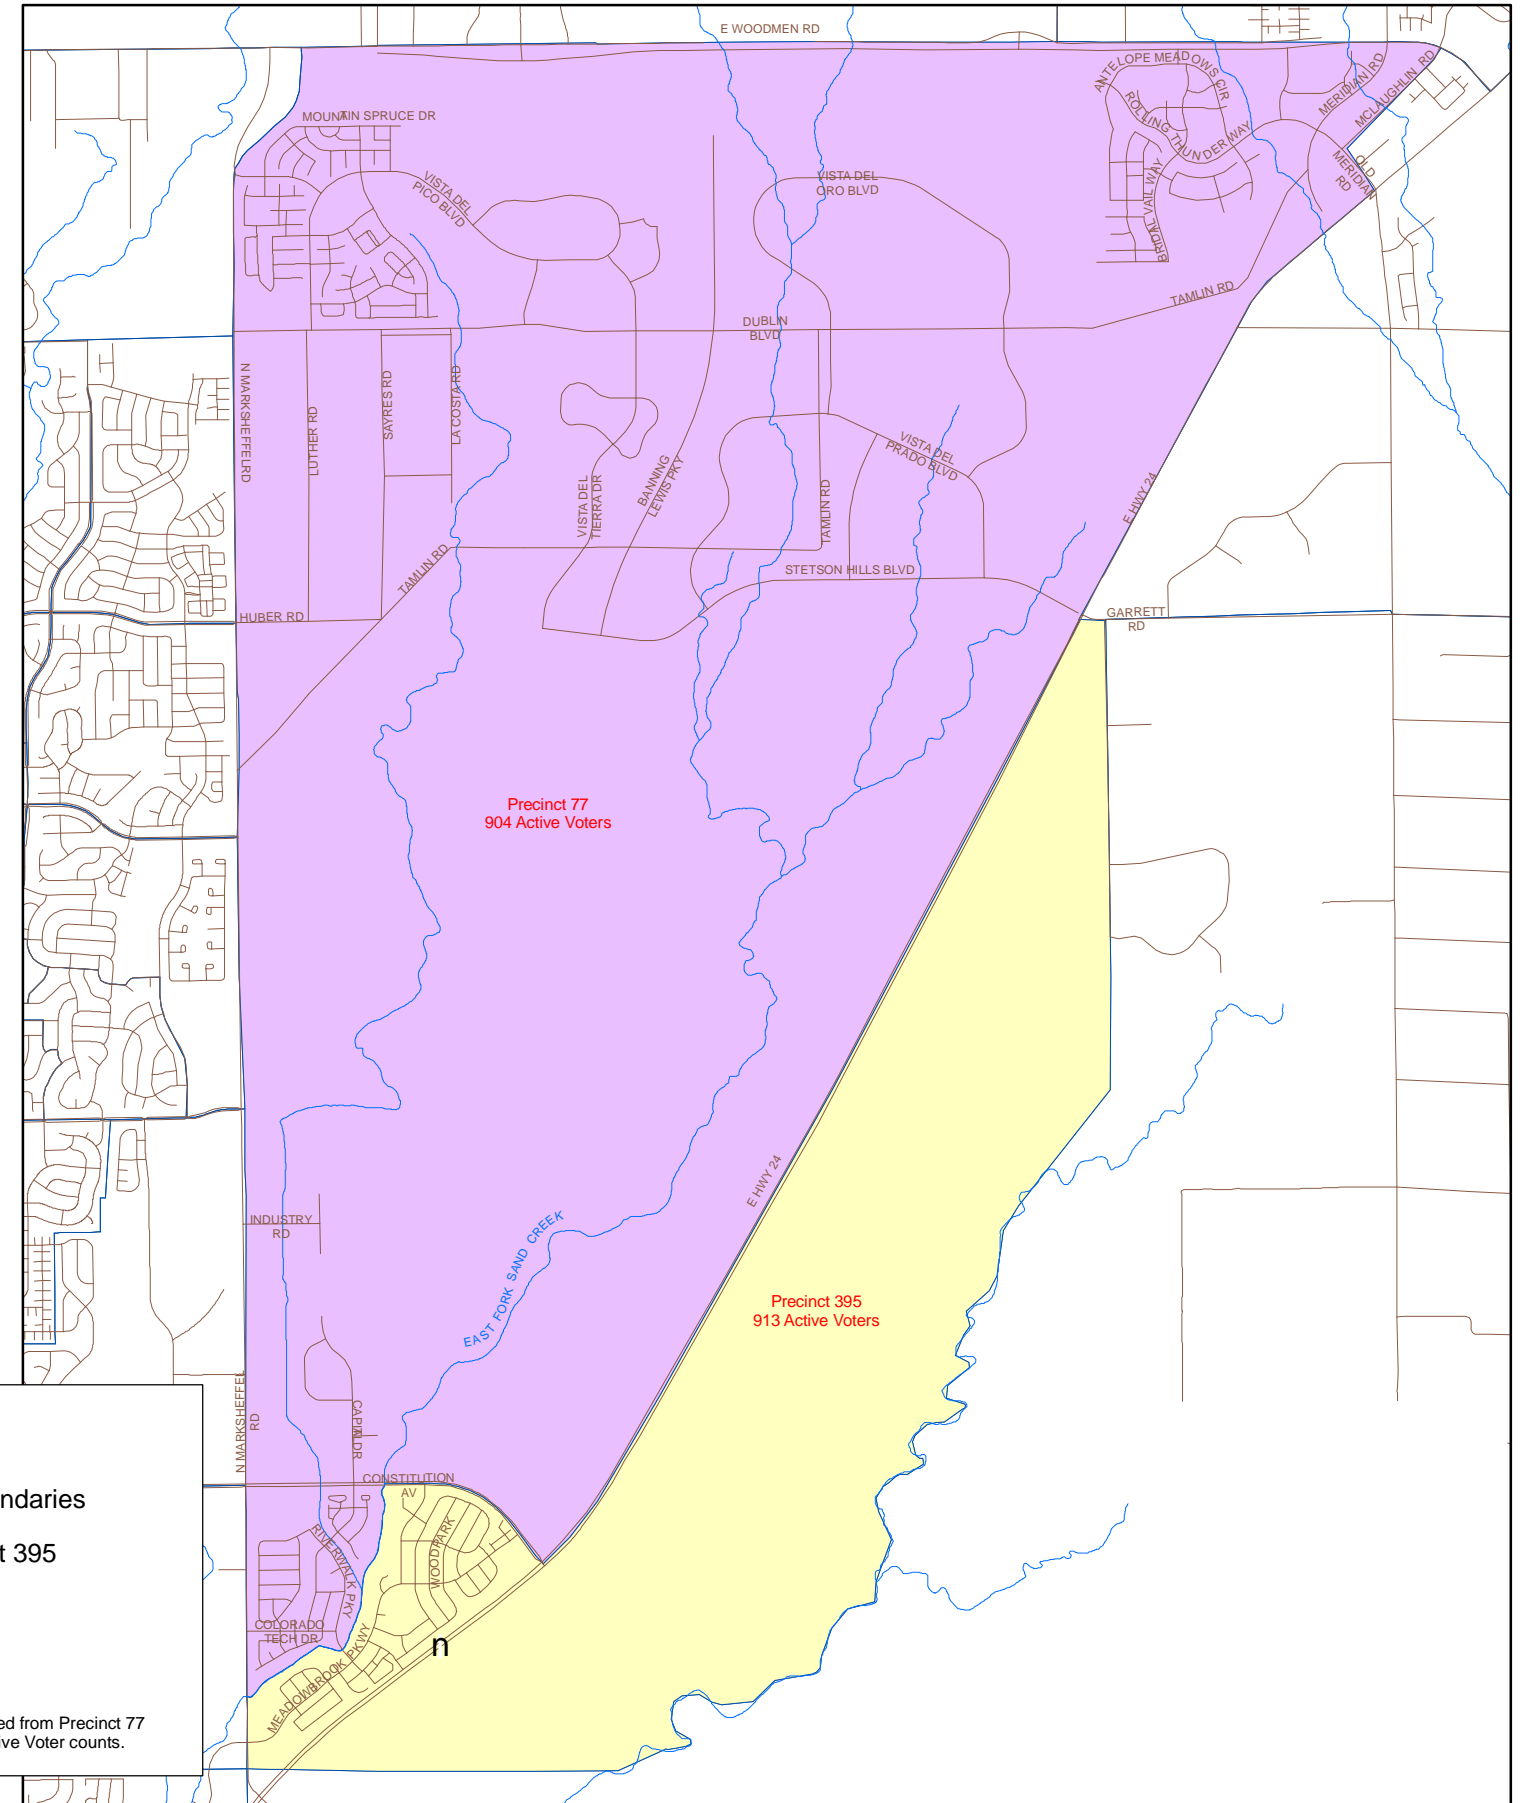 E WOODMEN RD
ANTELOPE MEADOWS CIR
MERIDIAN RD
MCLAUGHLIN RD
MOUNTAIN SPRUCE DR
ROLLING THUNDER WAY
OLD
MERIDIAN
RD
VISTA DEL
PICO BLVD
VISTA DEL
ORO BLVD
BRIDAL VAIL WAY
TAMLIN RD
DUBLIN
BLVD
N MARKSHEFFEL RD
LUTHER RD
SAYRES RD
LA COSTA RD
VISTA DEL
TIERRA DR
BANNING
LEWIS PKY
TAMLIN RD
VISTA DEL
PRADO BLVD
E HWY 24
TAMLIN RD
STETSON HILLS BLVD
HUBER RD
GARRETT
RD
Precinct 77
904 Active Voters
E HWY 24
INDUSTRY
RD
EAST FORK SAND CREEK
Precinct 395
913 Active Voters
N MARKSHEFFEL
RD
CONSTITUTION
AV
RIVERWALK PKY
WOODPARK
COLORADO
TECH DR
MEADOWBROOK PKWY
n
ndaries
t 395
ed from Precinct 77
ive Voter counts.